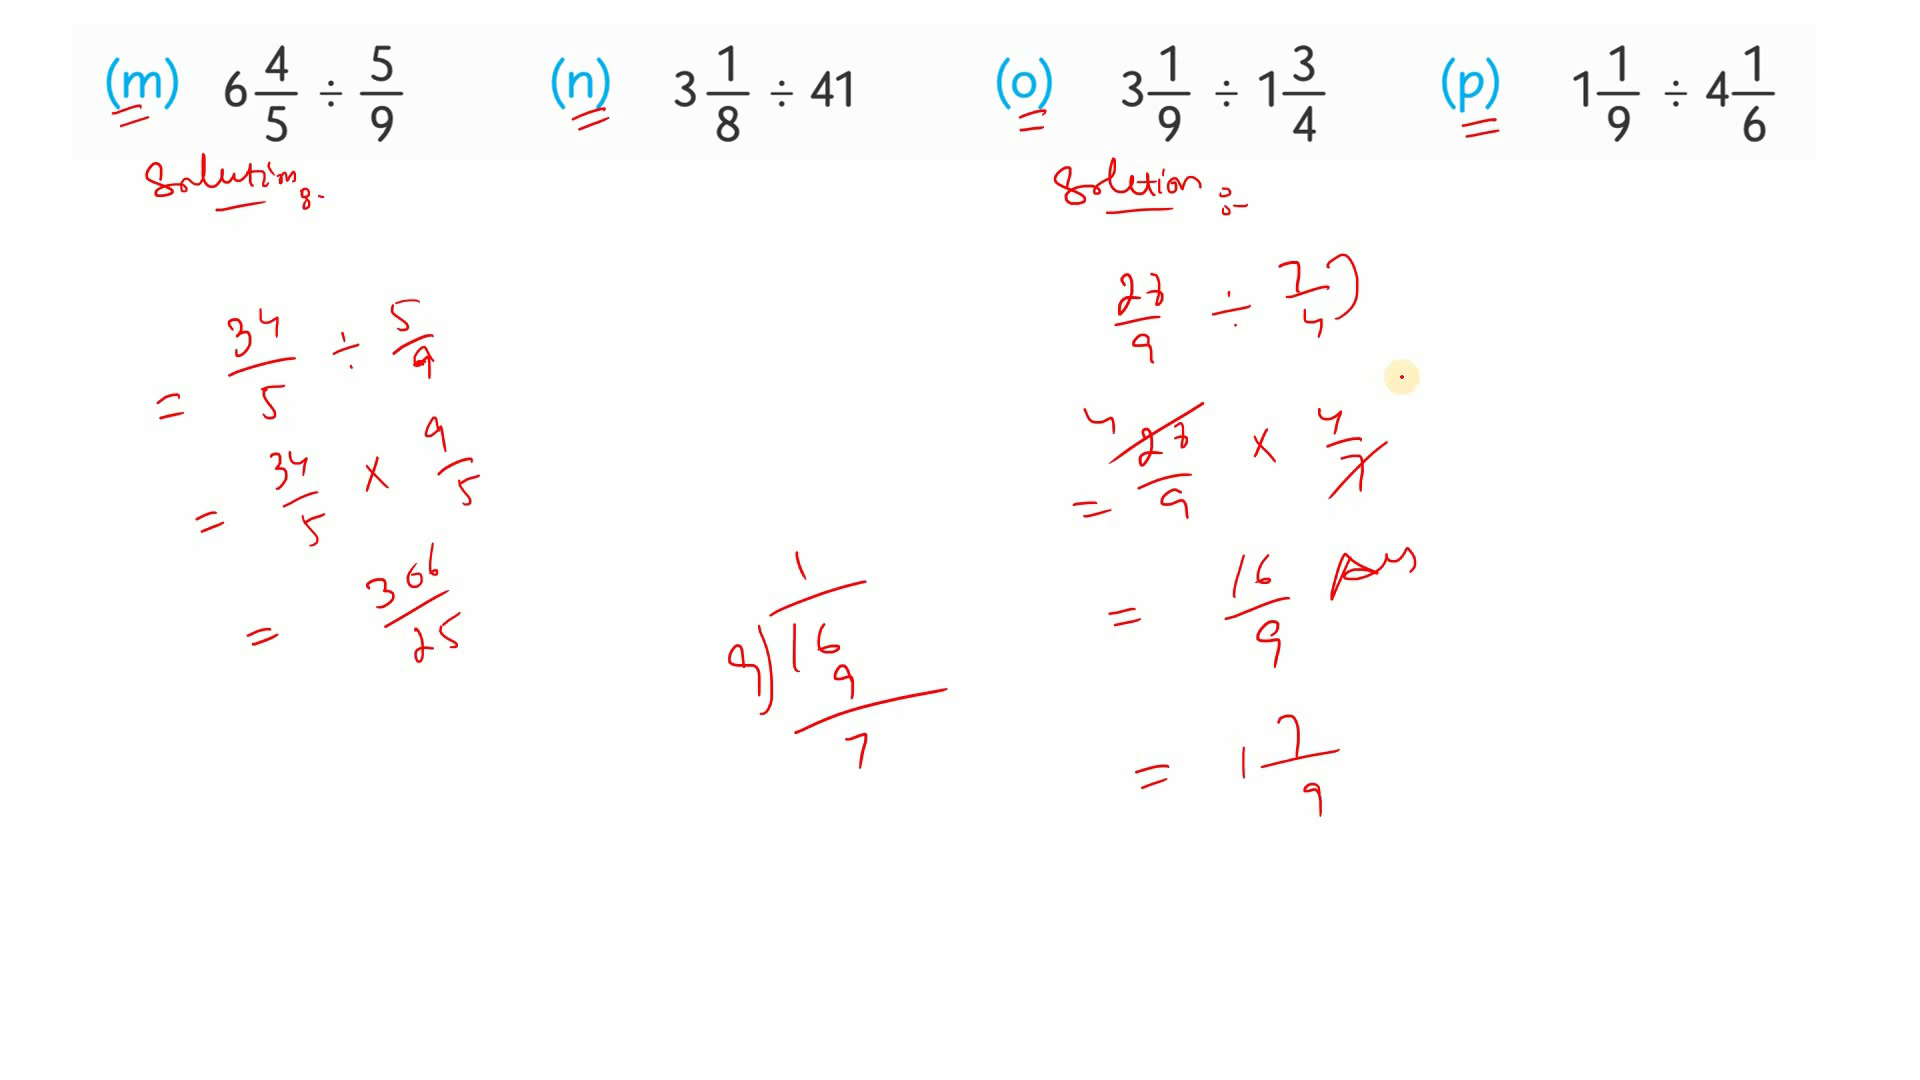 (m) 6 4/5 ÷ 5/9 (n) 3 1/8 ÷ 41 (o) 3 1/9 ÷ 1 3/4 (p) 1 1/9 ÷ 4 1/6
Solution :- Solution :-
34/5 ÷ 5/9
= 34/5 × 9/5
= 306/25
1
9)16
9
7
28/9 ÷ 7/4
= 4 28/9 × 4/7
= 16/9 Ans
= 1 7/9